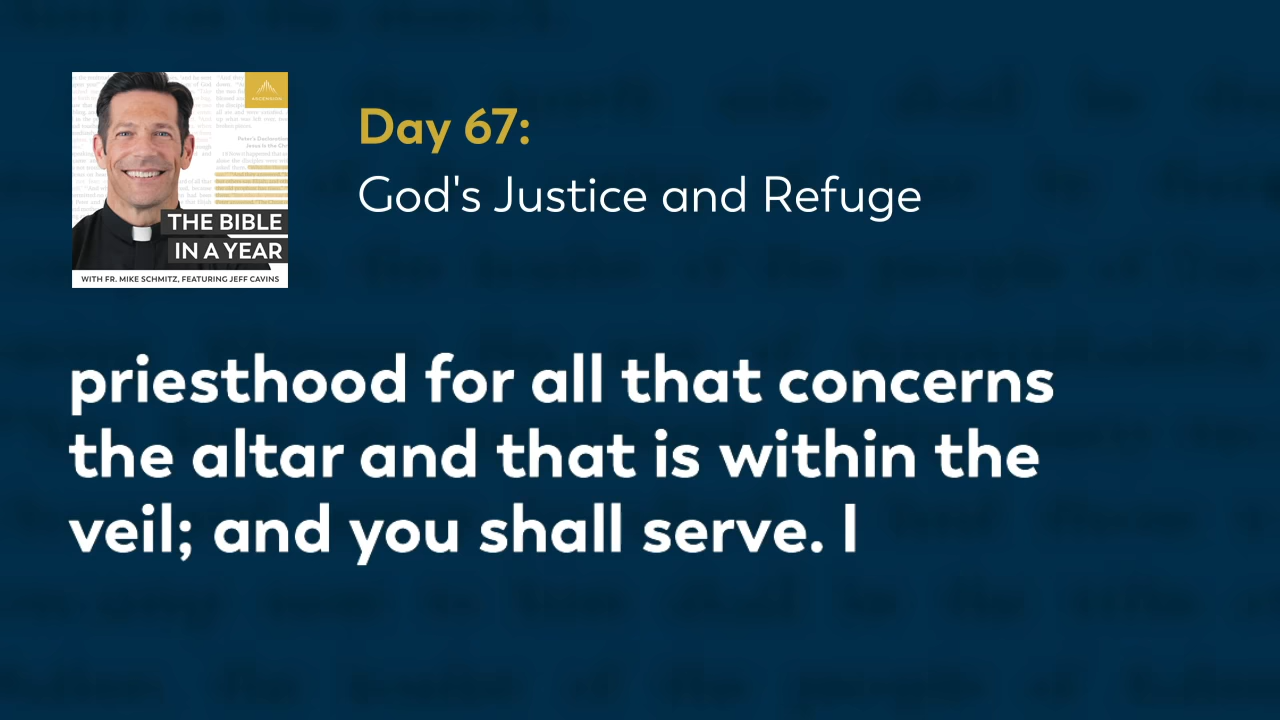 THE BIBLE
IN A YEAR
WITH FR. MIKE SCHMITZ, FEATURING JEFF CAVINS
Day 67:
God's Justice and Refuge
priesthood for all that concerns
the altar and that is within the
veil; and you shall serve. I